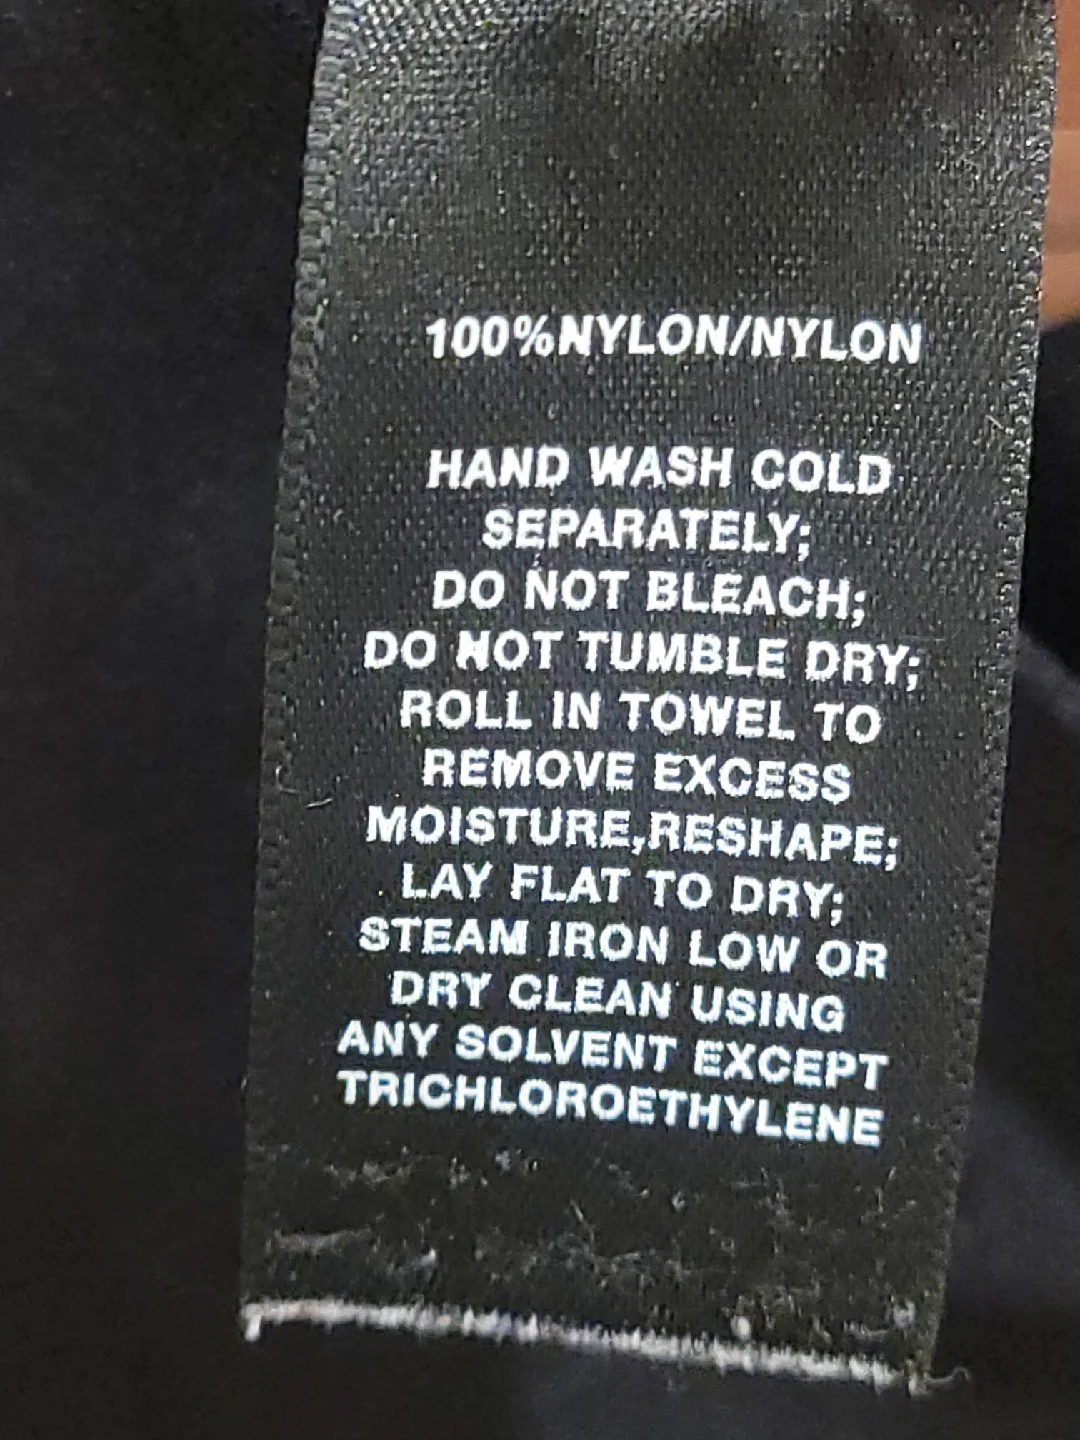 100%NYLON/NYLON
HAND WASH COLD
SEPARATELY;
DO NOT BLEACH;
DO NOT TUMBLE DRY;
ROLL IN TOWEL TO
REMOVE EXCESS
MOISTURE,RESHAPE;
LAY FLAT TO DRY;
STEAM IRON LOW OR
DRY CLEAN USING
ANY SOLVENT EXCEPT
TRICHLOROETHYLENE